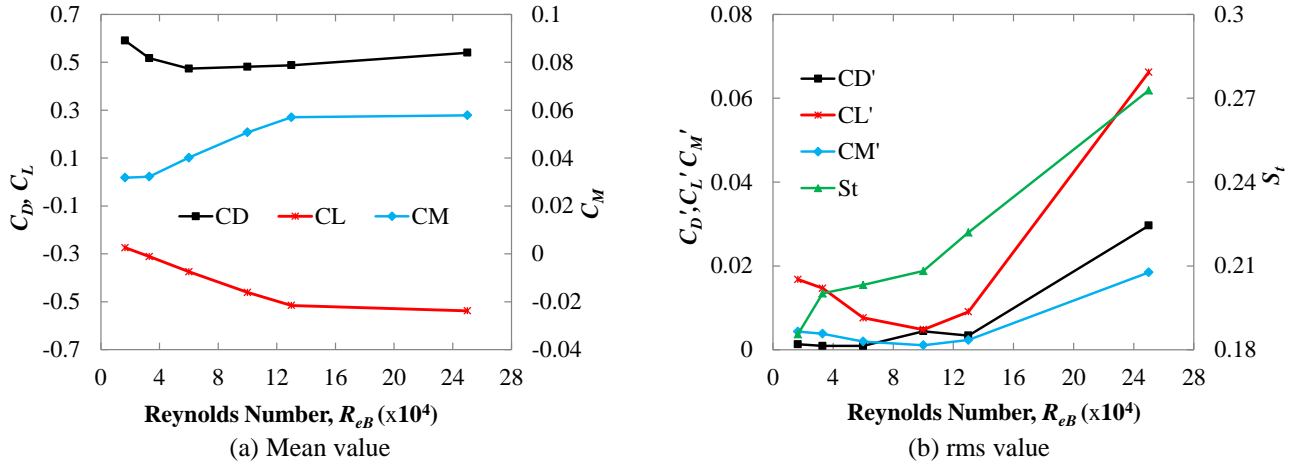 0.7
0.5
0.3
0.1
-0.1
-0.3
-0.5
-0.7
C_D, C_L
0.1
0.08
0.06
0.04
0.02
0
-0.02
-0.04
C_M
CD CL CM
0 4 8 12 16 20 24 28
Reynolds Number, R_eB (x10⁴)
(a) Mean value
0.08
0.06
0.04
0.02
0
C_D',C_L' C_M'
CD'
CL'
CM'
St
0.3
0.27
0.24
0.21
0.18
S_t
0 4 8 12 16 20 24 28
Reynolds Number, R_eB (x10⁴)
(b) rms value